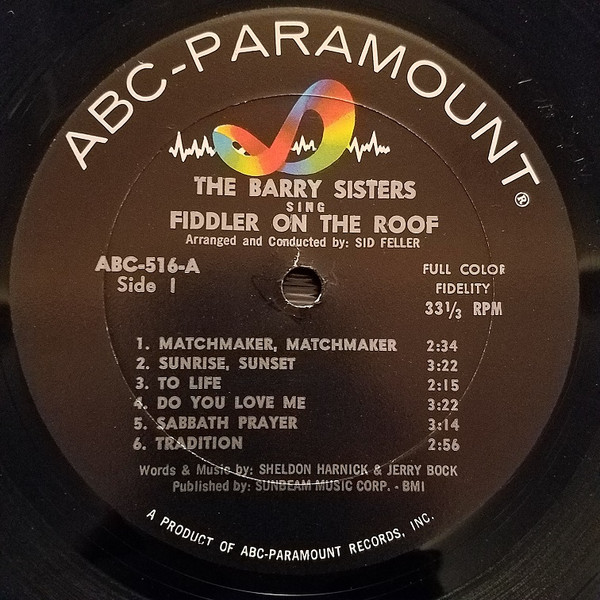 ABC-PARAMOUNT®
THE BARRY SISTERS
SING
FIDDLER ON THE ROOF
Arranged and Conducted by: SID FELLER
ABC-516-A
Side 1
FULL COLOR
FIDELITY
33⅓ RPM
1. MATCHMAKER, MATCHMAKER 2:34
2. SUNRISE, SUNSET 3:22
3. TO LIFE 2:15
4. DO YOU LOVE ME 3:22
5. SABBATH PRAYER 3:14
6. TRADITION 2:56
Words & Music by: SHELDON HARNICK & JERRY BOCK
Published by: SUNBEAM MUSIC CORP. - BMI
A PRODUCT OF ABC-PARAMOUNT RECORDS, INC.